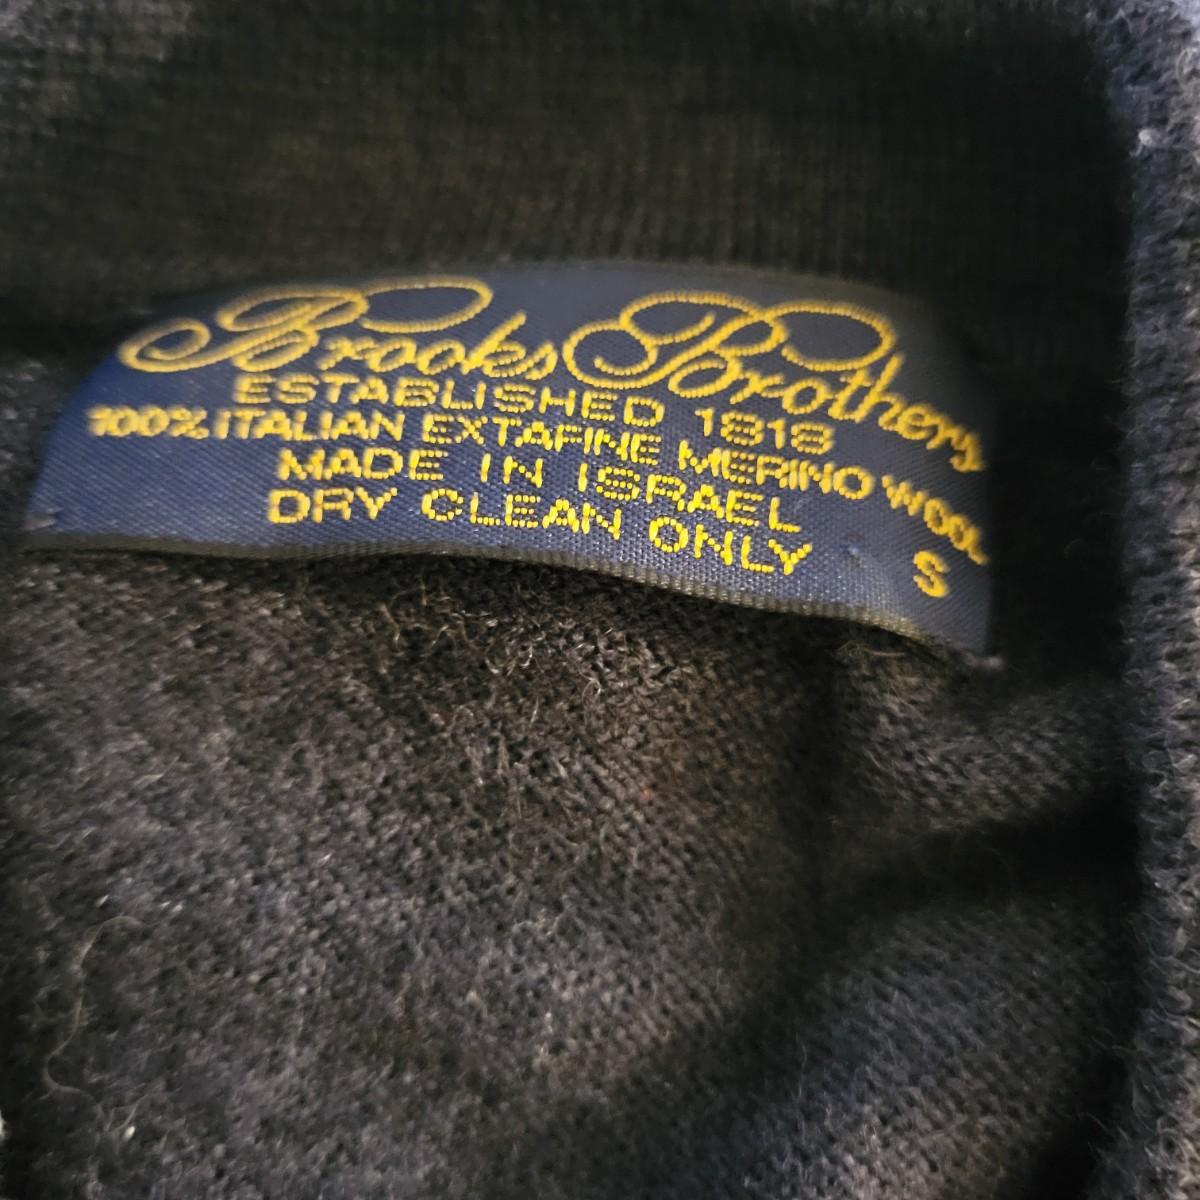 Brooks Brothers
ESTABLISHED 1818
100% ITALIAN EXTAFINE MERINO WOOL
MADE IN ISRAEL
DRY CLEAN ONLY
S